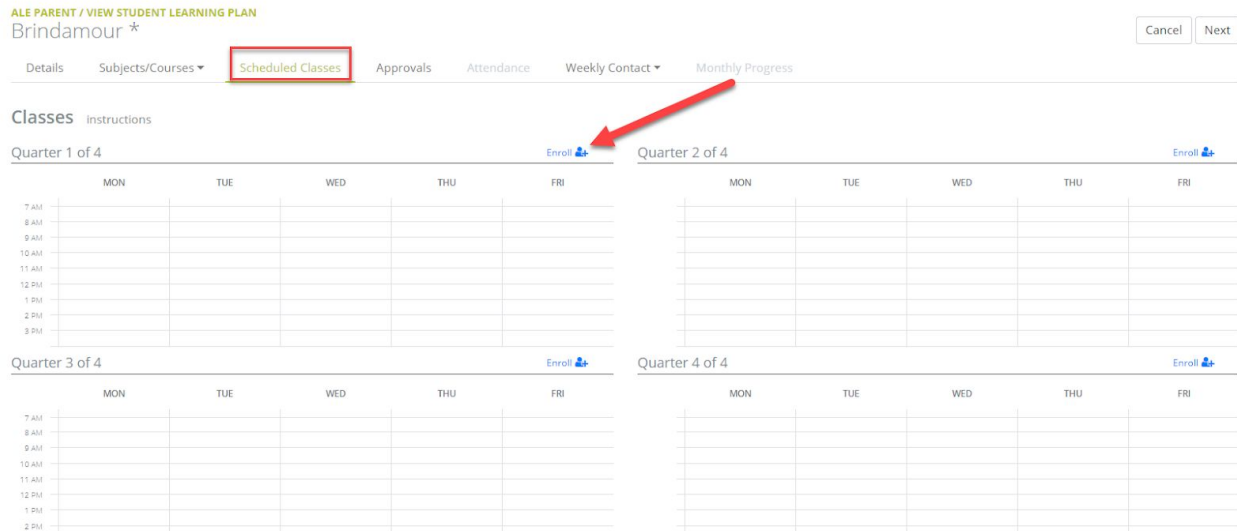 ALE PARENT / VIEW STUDENT LEARNING PLAN
Brindamour *
Cancel Next
Details Subjects/Courses Scheduled Classes Approvals Attendance Weekly Contact Monthly Progress
Classes instructions
Quarter 1 of 4 Enroll
MON TUE WED THU FRI
7 AM
8 AM
9 AM
10 AM
11 AM
12 PM
1 PM
2 PM
3 PM
Quarter 2 of 4 Enroll
MON TUE WED THU FRI
Quarter 3 of 4 Enroll
MON TUE WED THU FRI
7 AM
8 AM
9 AM
10 AM
11 AM
12 PM
1 PM
2 PM
Quarter 4 of 4 Enroll
MON TUE WED THU FRI